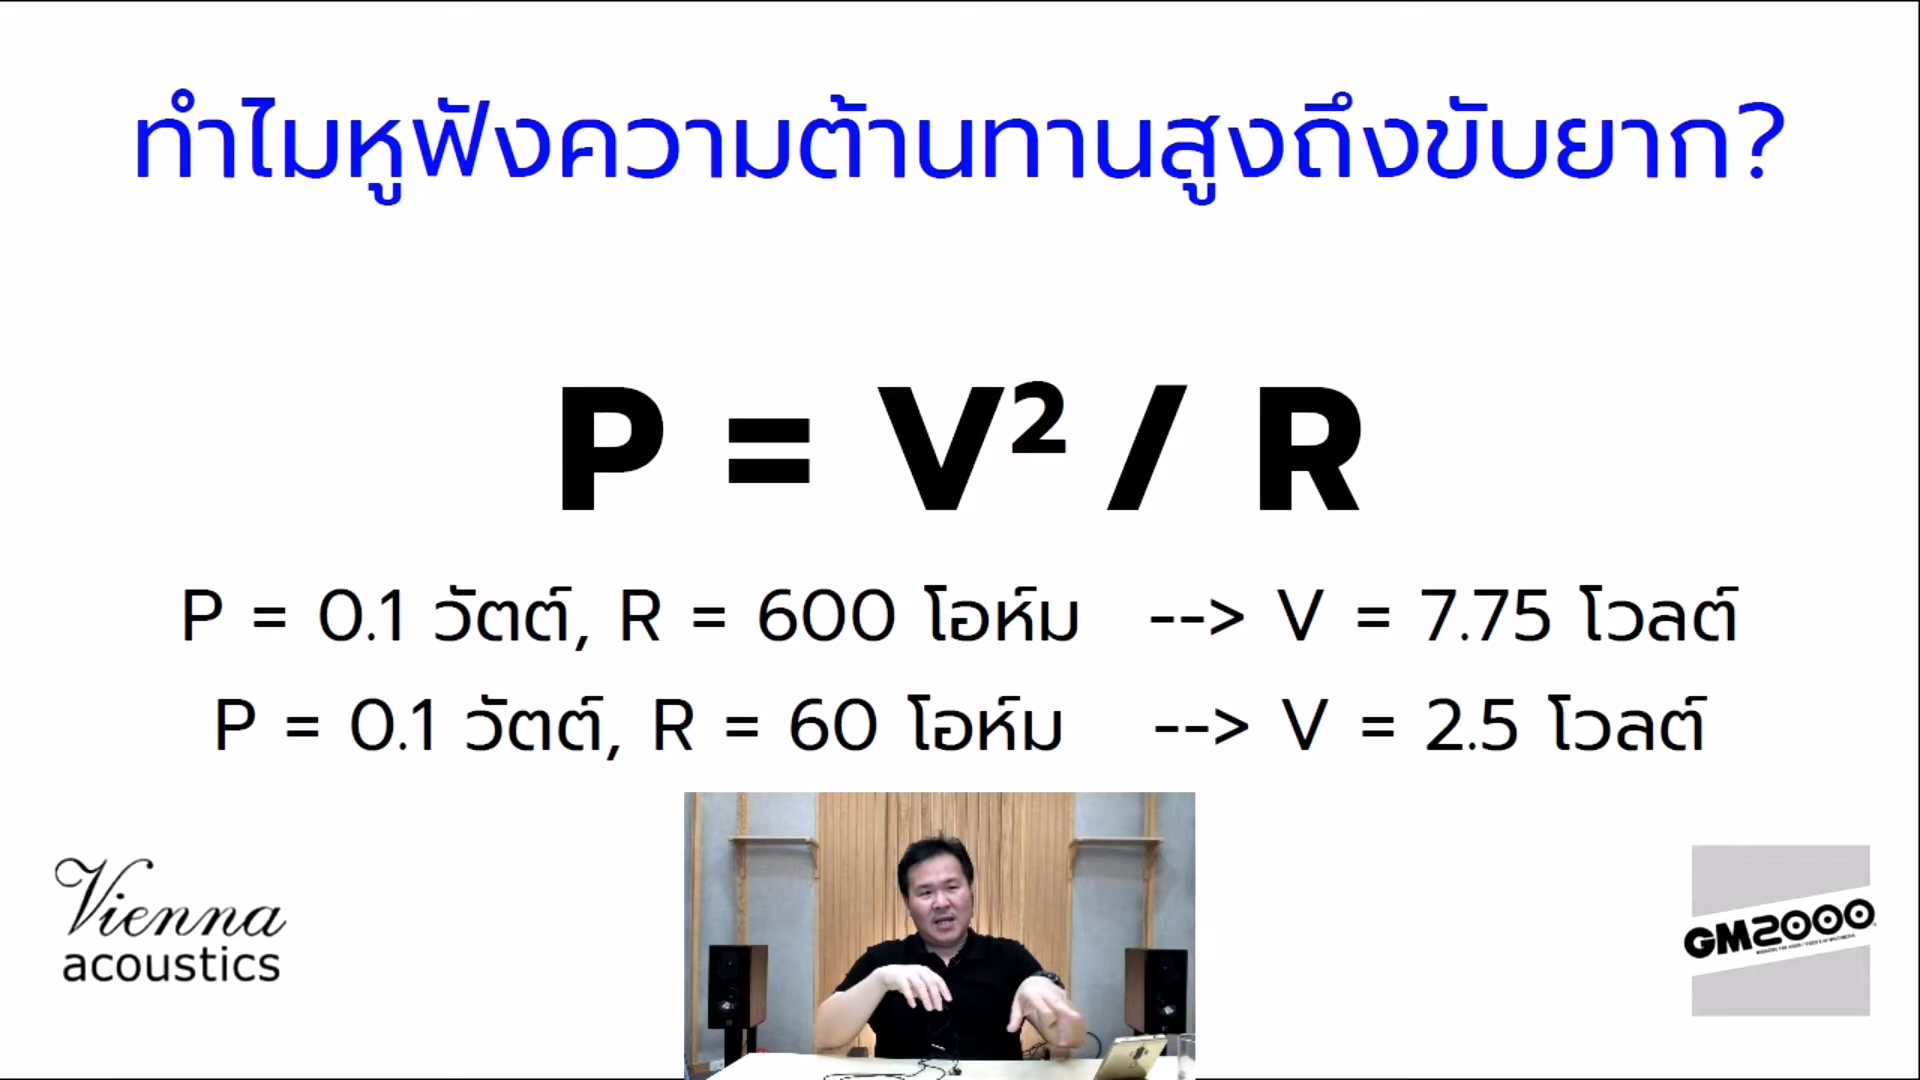 ทำไมหูฟังความต้านทานสูงถึงขับยาก?
P = V² / R
P = 0.1 วัตต์, R = 600 โอห์ม --> V = 7.75 โวลต์
P = 0.1 วัตต์, R = 60 โอห์ม --> V = 2.5 โวลต์
Vienna
acoustics
GM2000